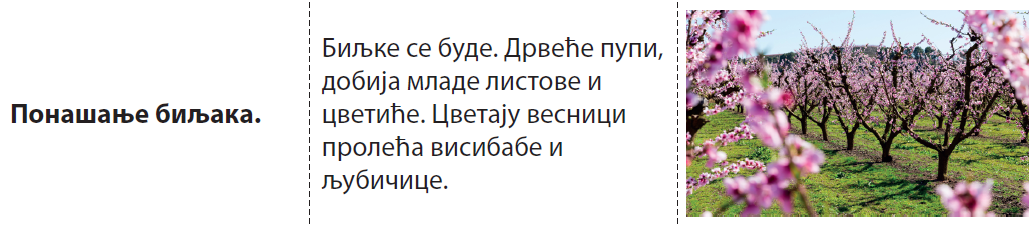 Понашање биљака.
Биљке се буде. Дрвеће пупи,
добија младе листове и
цветиће. Цветају весници
пролећа висибабе и
љубичице.